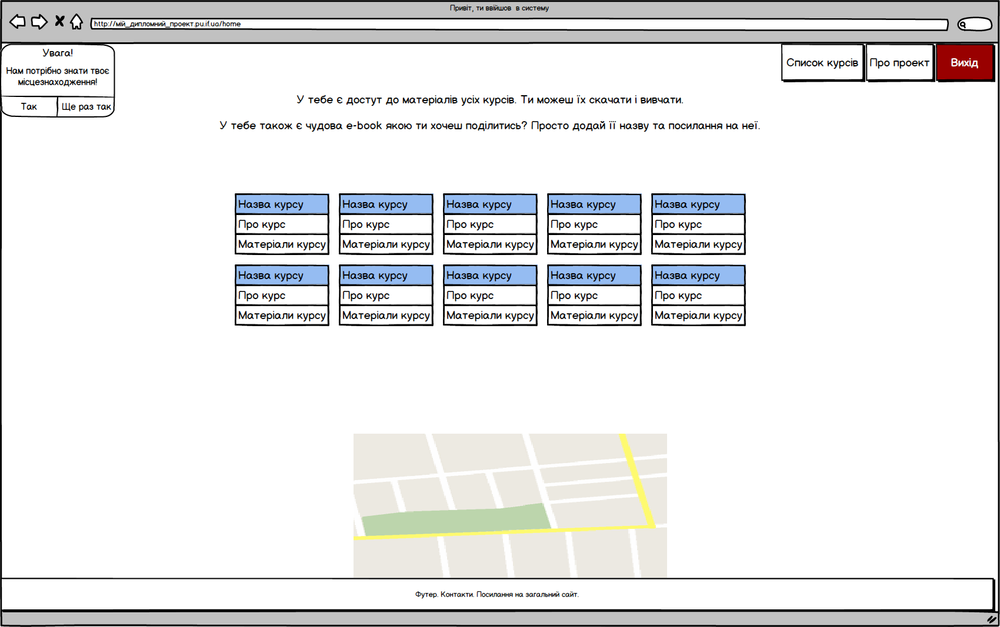 Привіт, ти ввійшов в систему
http://мій_дипломний_проект.pu.if.ua/home
Увага!
Нам потрібно знати твоє
місцезнаходження!
Так Ще раз так
Список курсів Про проект Вихід
У тебе є доступ до матеріалів усіх курсів. Ти можеш їх скачати і вивчати.
У тебе також є чудова e-book якою ти хочеш поділитись? Просто додай її назву та посилання на неї.
Назва курсу Назва курсу Назва курсу Назва курсу Назва курсу
Про курс Про курс Про курс Про курс Про курс
Матеріали курсу Матеріали курсу Матеріали курсу Матеріали курсу Матеріали курсу
Назва курсу Назва курсу Назва курсу Назва курсу Назва курсу
Про курс Про курс Про курс Про курс Про курс
Матеріали курсу Матеріали курсу Матеріали курсу Матеріали курсу Матеріали курсу
Футер. Контакти. Посилання на загальний сайт.